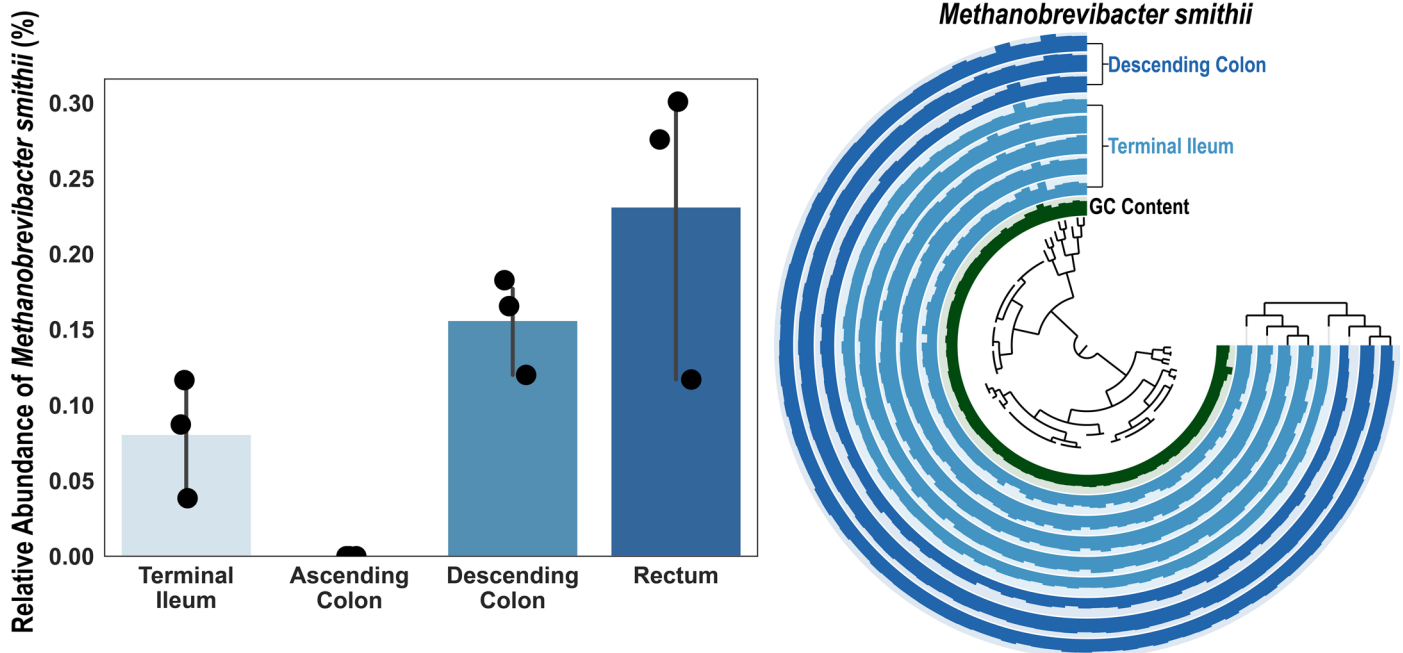 Relative Abundance of Methanobrevibacter smithii (%)
0.30
0.25
0.20
0.15
0.10
0.05
0.00
Terminal
Ileum
Ascending
Colon
Descending
Colon
Rectum
Methanobrevibacter smithii
Descending Colon
Terminal Ileum
GC Content